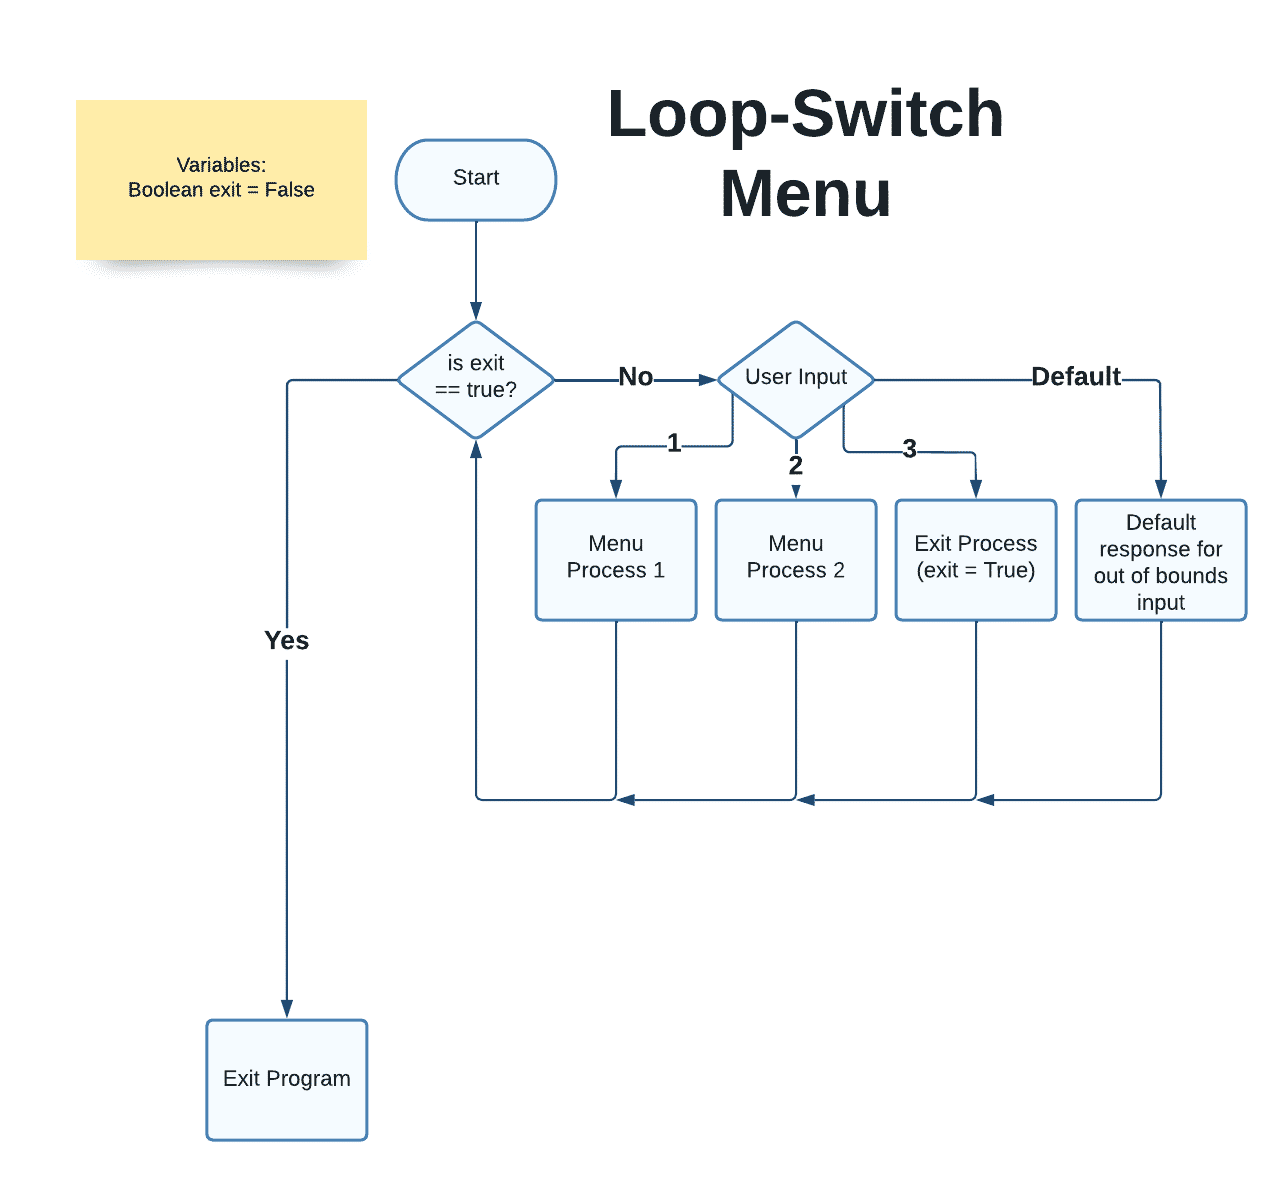 Loop-Switch
Menu
Variables:
Boolean exit = False
Start
is exit
== true?
No
User Input
Default
1
2
3
Menu
Process 1
Menu
Process 2
Exit Process
(exit = True)
Default
response for
out of bounds
input
Yes
Exit Program